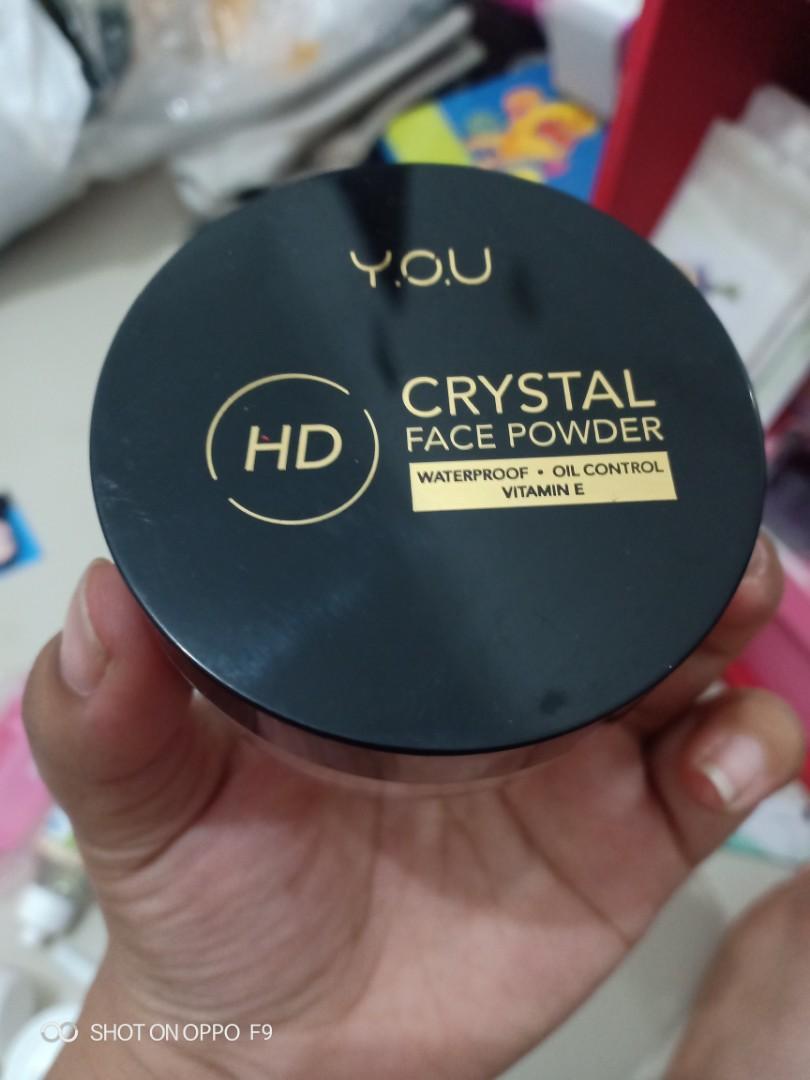 Y.O.U
HD
CRYSTAL
FACE POWDER
WATERPROOF • OIL CONTROL
VITAMIN E
SHOT ON OPPO F9